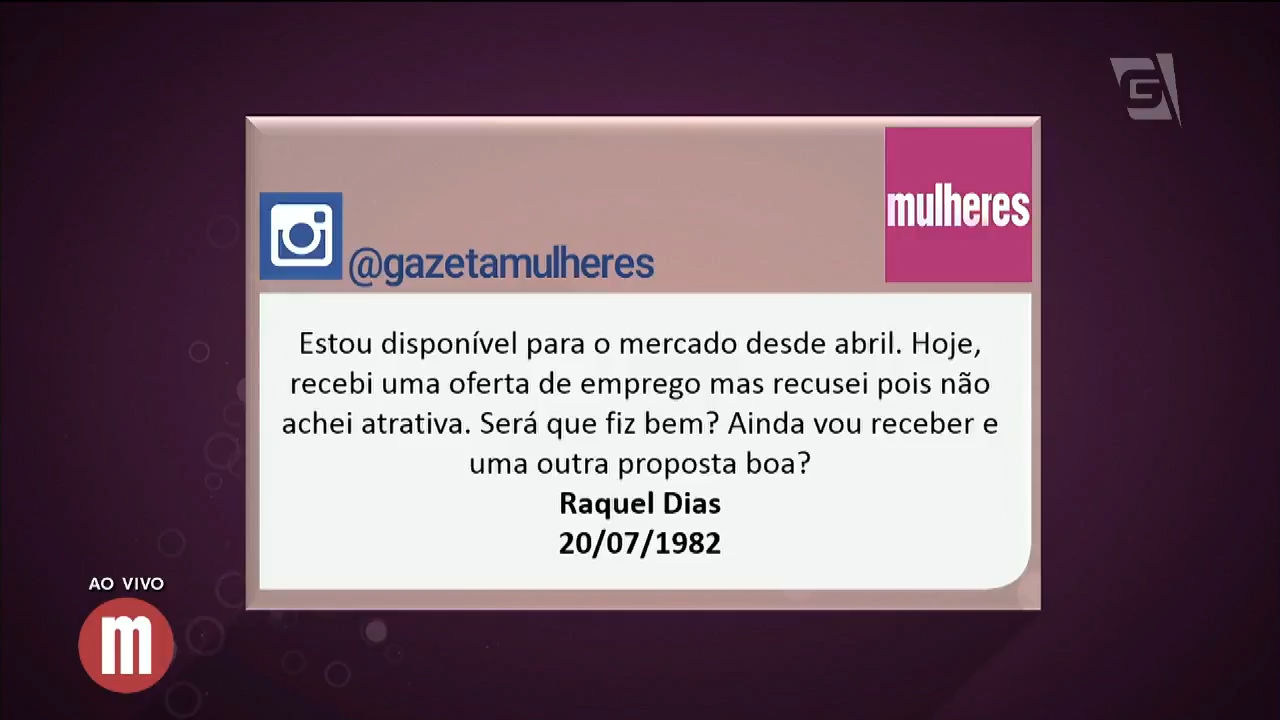 @gazetamulheres
mulheres
Estou disponível para o mercado desde abril. Hoje,
recebi uma oferta de emprego mas recusei pois não
achei atrativa. Será que fiz bem? Ainda vou receber e
uma outra proposta boa?
Raquel Dias
20/07/1982
AO VIVO
m
G